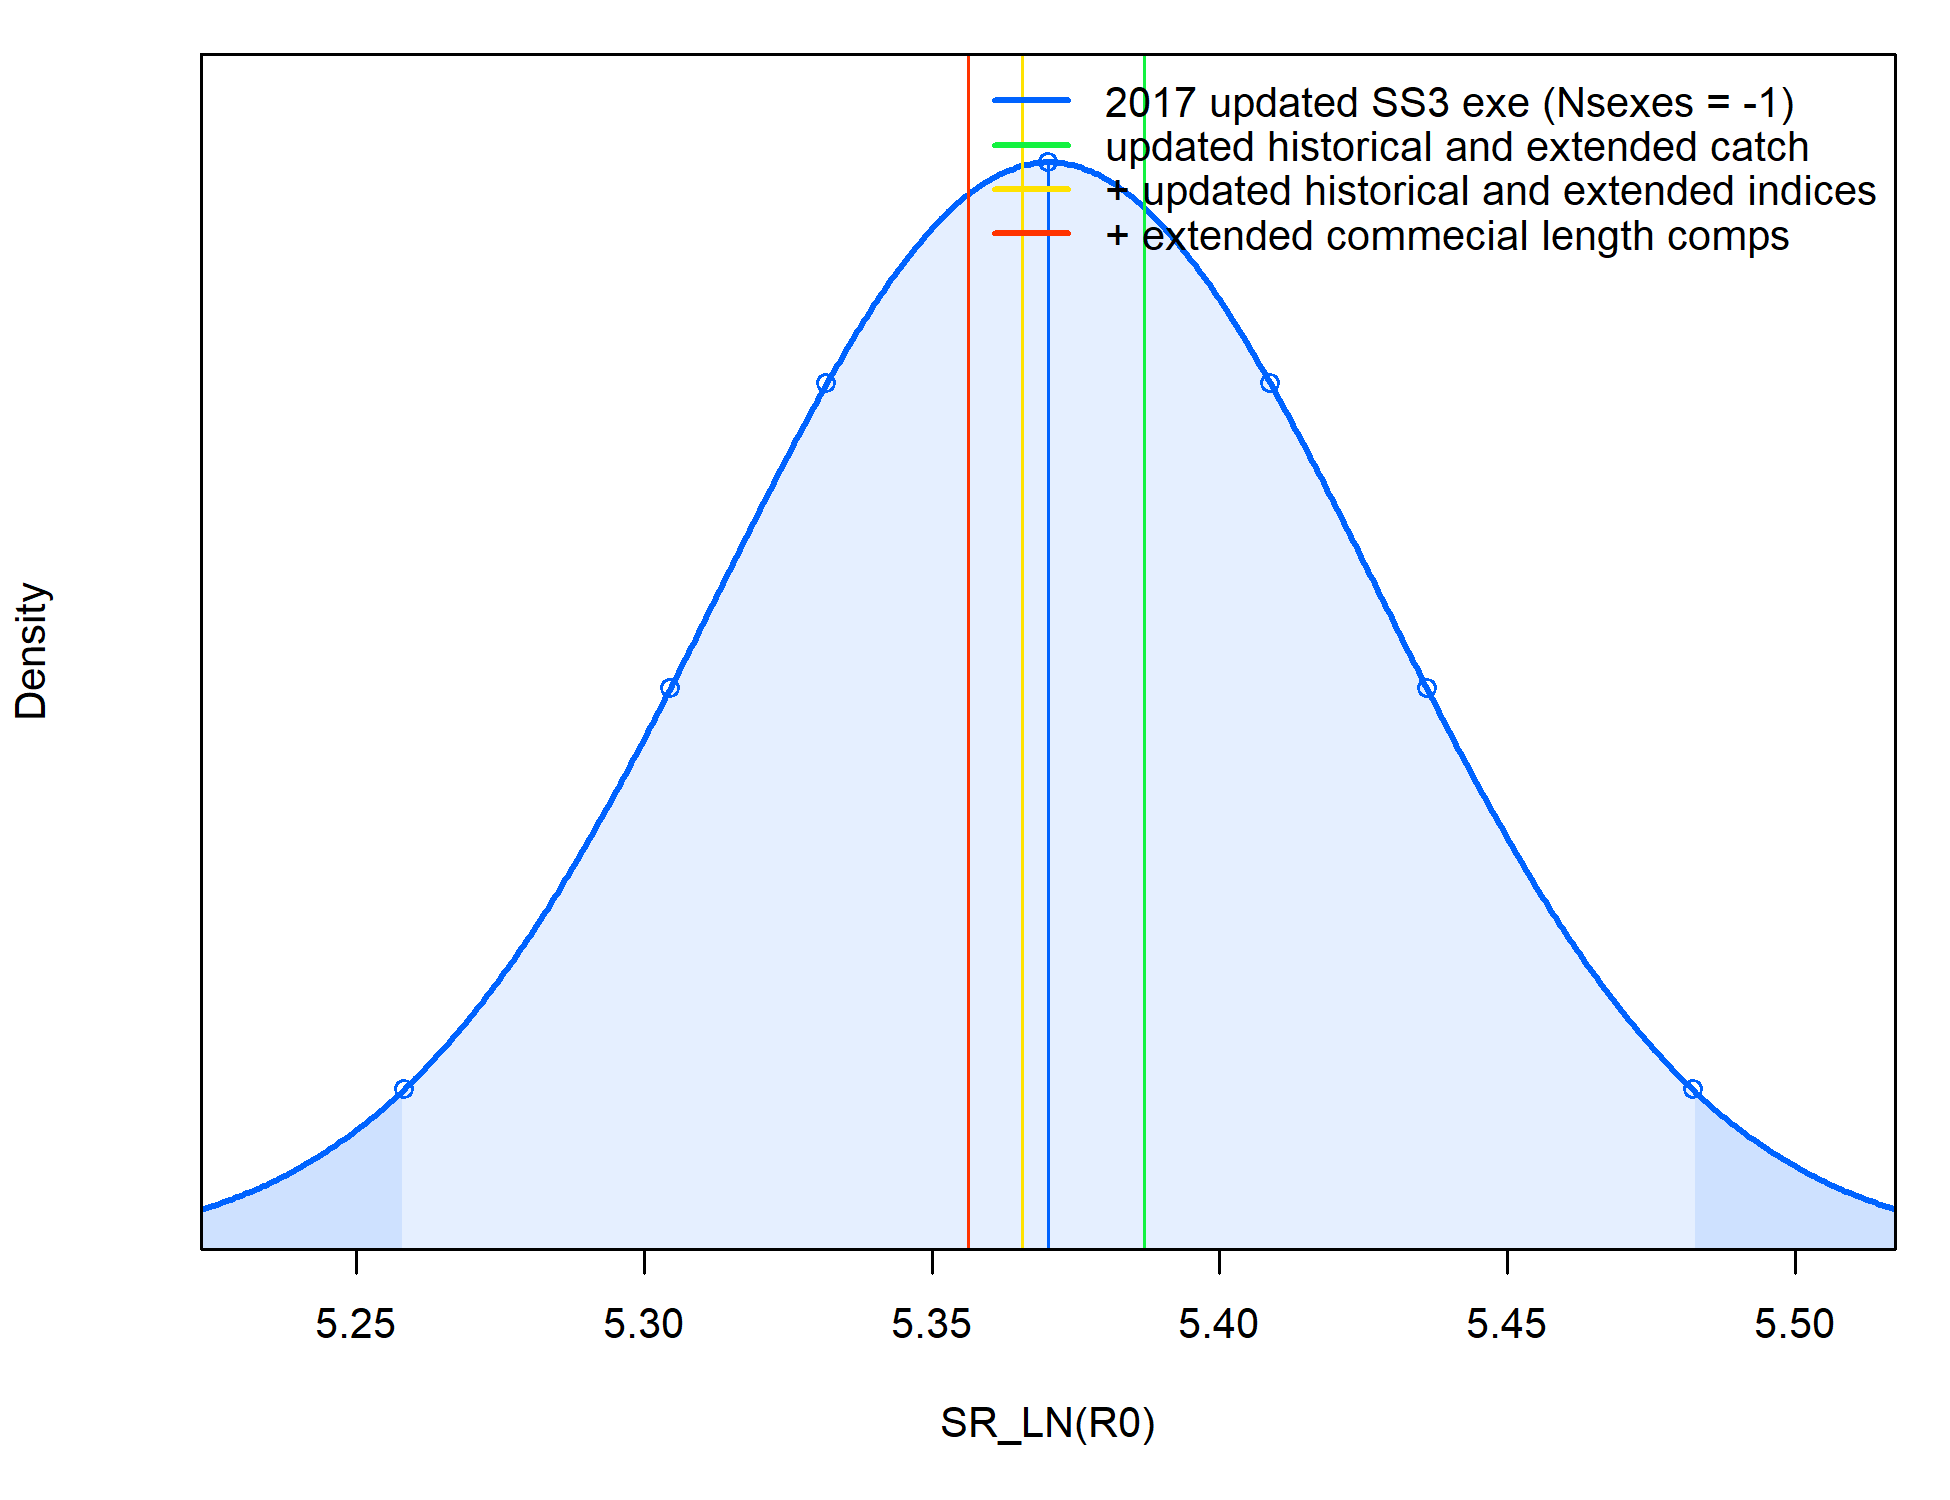 2017 updated SS3 exe (Nsexes = -1)
updated historical and extended catch
+ updated historical and extended indices
+ extended commecial length comps
Density
5.25 5.30 5.35 5.40 5.45 5.50
SR_LN(R0)